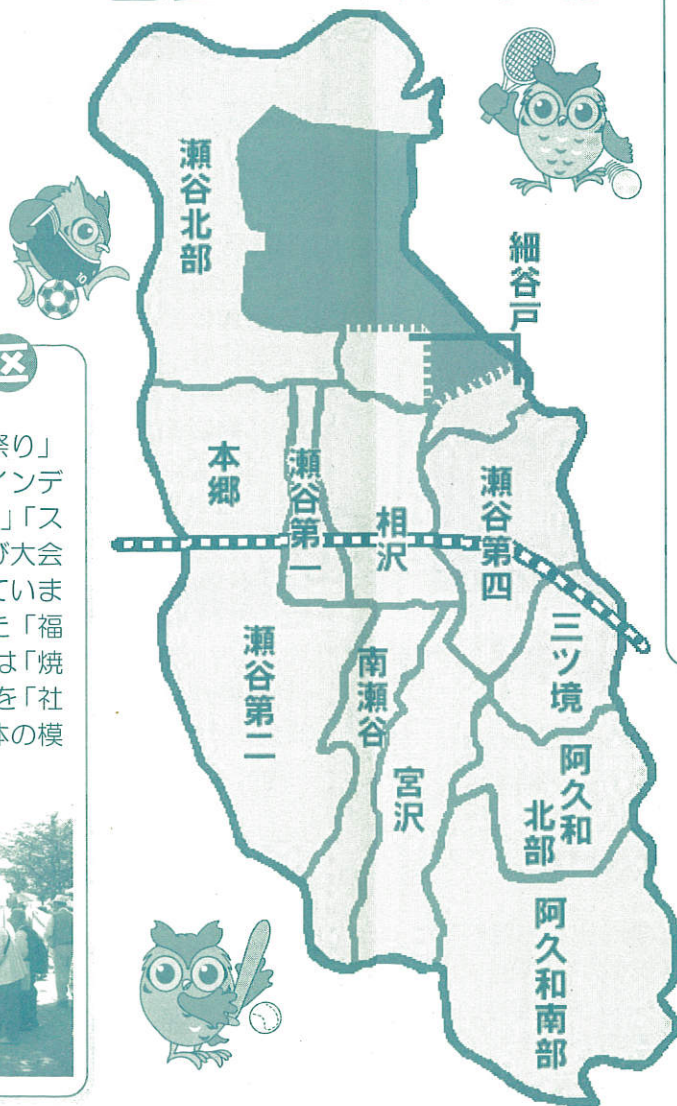 瀬谷北部
細谷戸
本郷
瀬谷第一
相沢
瀬谷第四
三ツ境
瀬谷第二
南瀬谷
宮沢
阿久和
北部
阿久和南部
区
祭り」
インデ
」「ス
び大会
ていま
と「福
は「焼
を「社
体の模
10